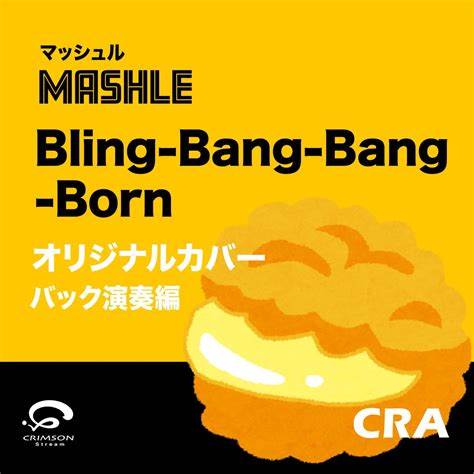 マッシュル
MASHLE
Bling-Bang-Bang
-Born
オリジナルカバー
バック演奏編
CRIMSON
Stream
CRA